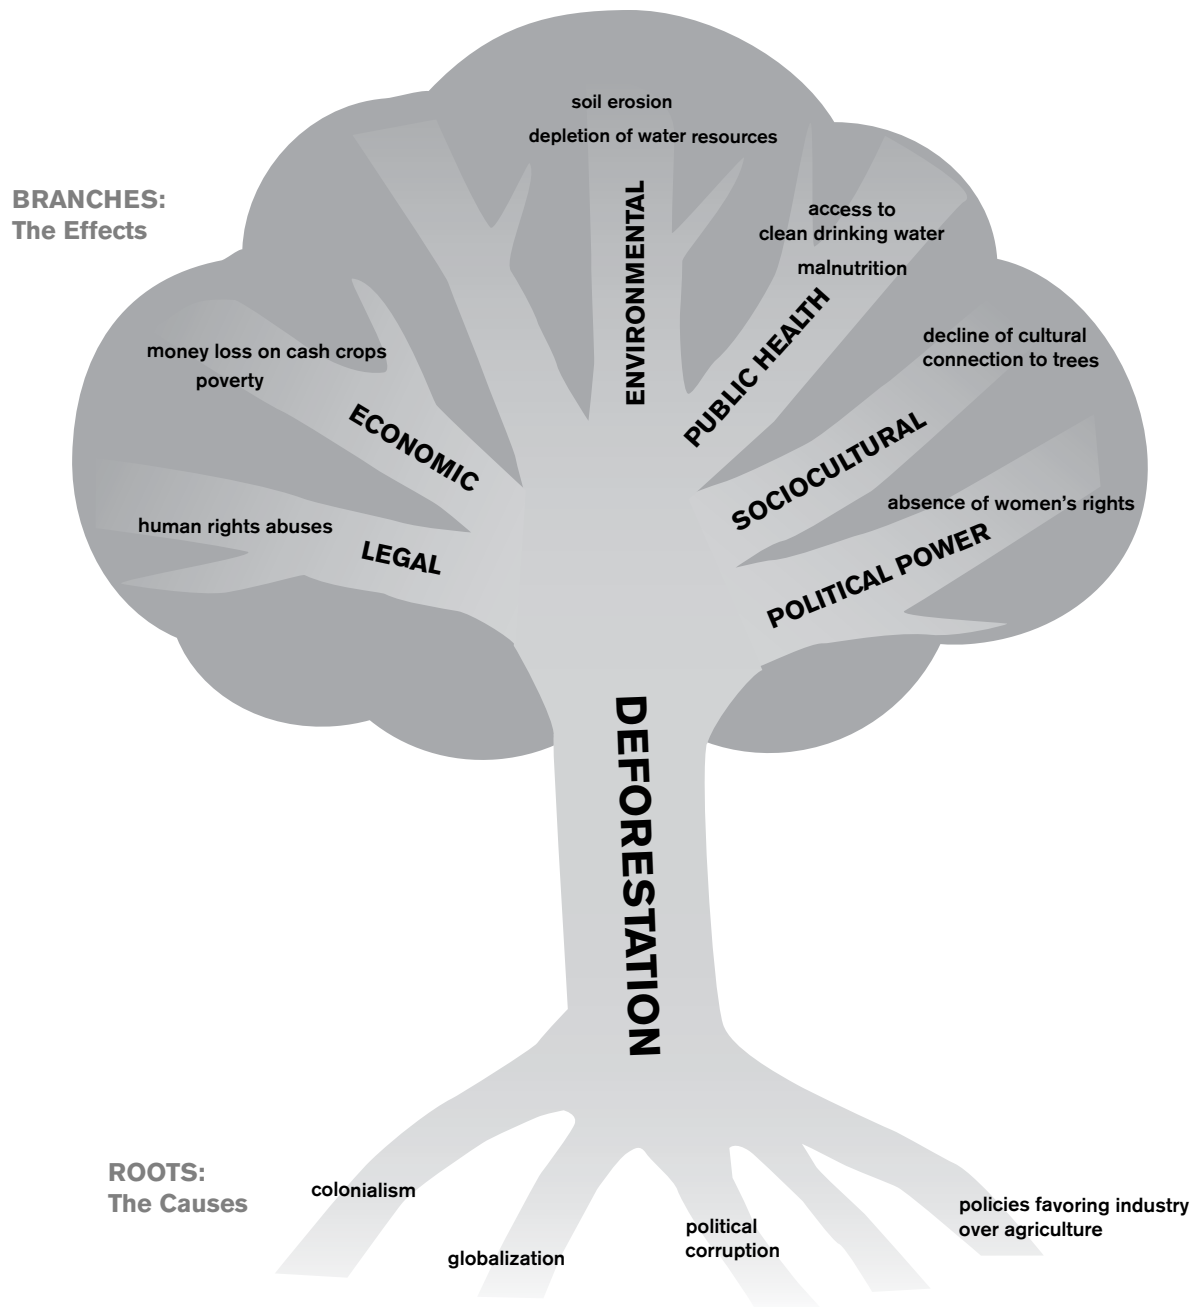 soil erosion
depletion of water resources
BRANCHES:
The Effects
ENVIRONMENTAL
access to
clean drinking water
malnutrition
PUBLIC HEALTH
money loss on cash crops
poverty
ECONOMIC
decline of cultural
connection to trees
SOCIOCULTURAL
human rights abuses
LEGAL
absence of women's rights
POLITICAL POWER
DEFORESTATION
ROOTS:
The Causes
colonialism
globalization
political
corruption
policies favoring industry
over agriculture